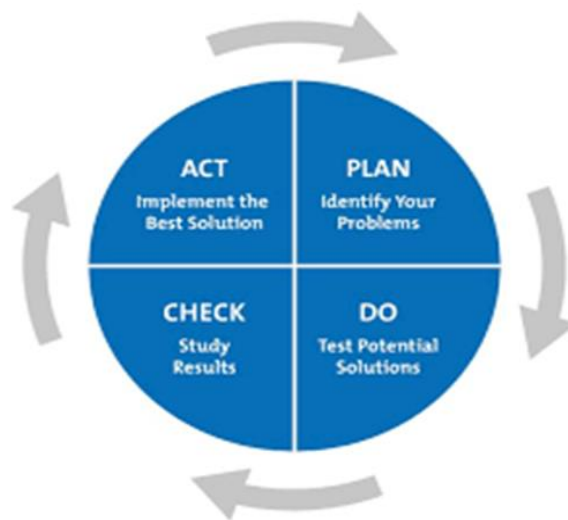 ACT
Implement the
Best Solution
PLAN
Identify Your
Problems
CHECK
Study
Results
DO
Test Potential
Solutions